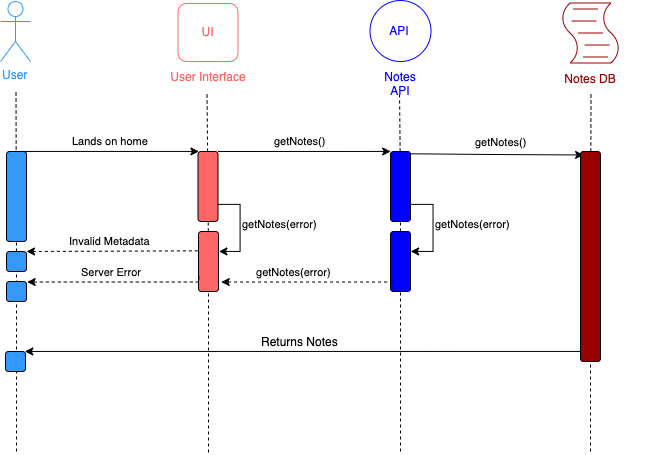 UI
API
User
User Interface
Notes
API
Notes DB
Lands on home
getNotes()
getNotes()
getNotes(error)
getNotes(error)
Invalid Metadata
Server Error
getNotes(error)
Returns Notes